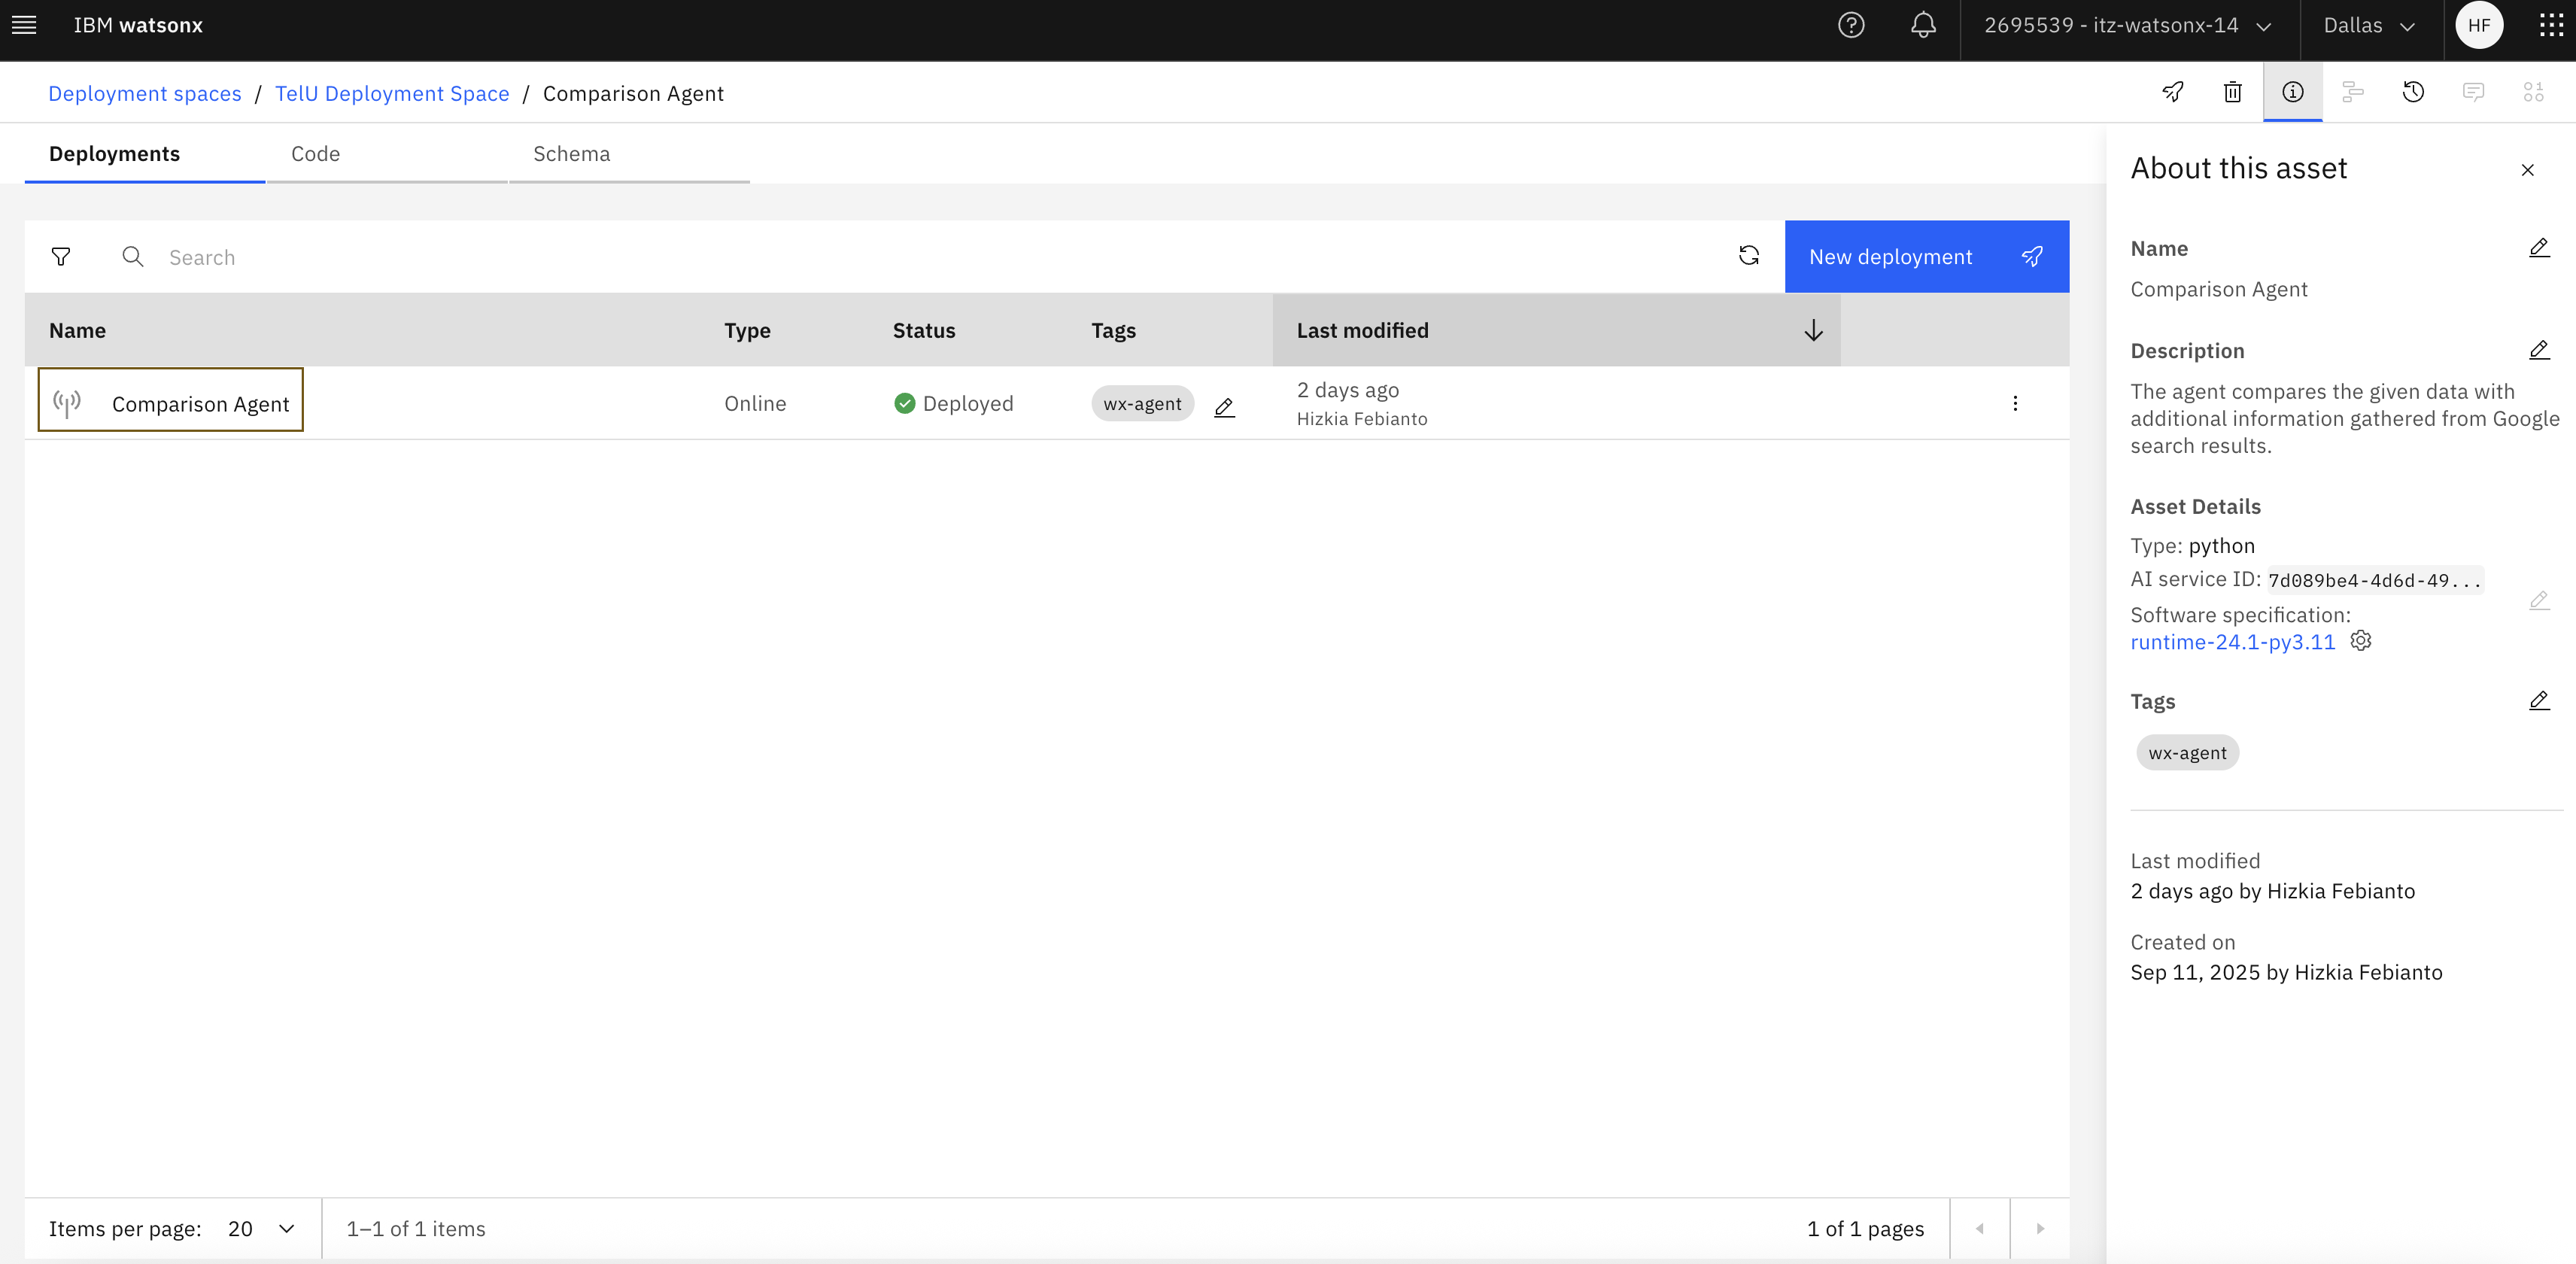 IBM watsonx
2695539 - itz-watsonx-14
Dallas
HF
Deployment spaces / TelU Deployment Space / Comparison Agent
Deployments
Code
Schema
Search
New deployment
Name
Type
Status
Tags
Last modified
Comparison Agent
Online
Deployed
wx-agent
2 days ago
Hizkia Febianto
Items per page: 20
1–1 of 1 items
1 of 1 pages
About this asset
Name
Comparison Agent
Description
The agent compares the given data with
additional information gathered from Google
search results.
Asset Details
Type: python
AI service ID: 7d089be4-4d6d-49...
Software specification:
runtime-24.1-py3.11
Tags
wx-agent
Last modified
2 days ago by Hizkia Febianto
Created on
Sep 11, 2025 by Hizkia Febianto